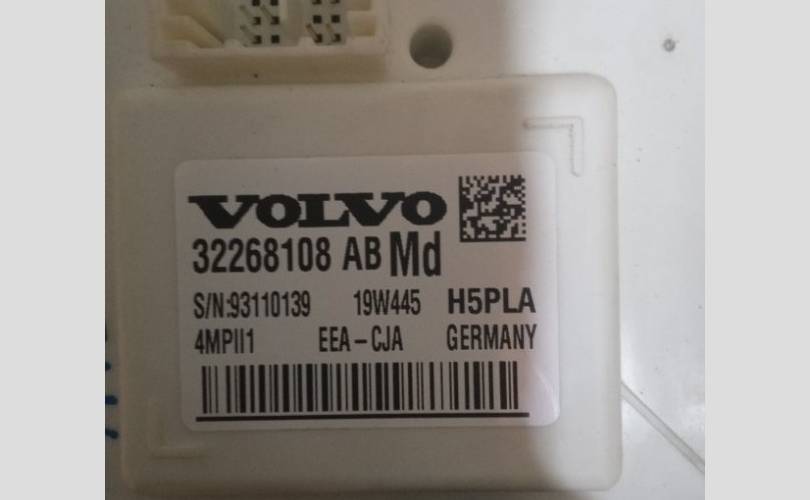 VOLVO
32268108 AB Md
S/N:93110139 19W445 H5PLA
4MPII1 EEA-CJA GERMANY